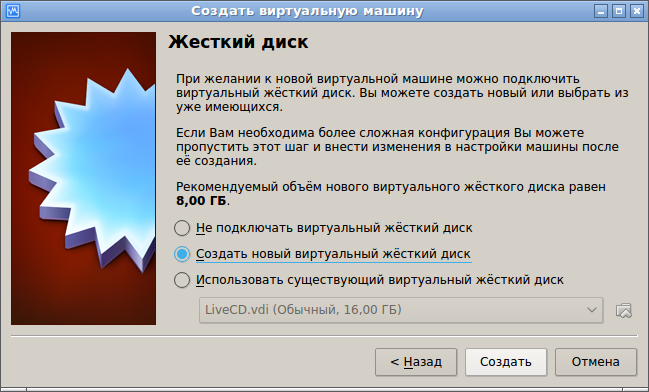 Создать виртуальную машину
Жесткий диск
При желании к новой виртуальной машине можно подключить
виртуальный жёсткий диск. Вы можете создать новый или выбрать из
уже имеющихся.
Если Вам необходима более сложная конфигурация Вы можете
пропустить этот шаг и внести изменения в настройки машины после
её создания.
Рекомендуемый объём нового виртуального жёсткого диска равен
8,00 ГБ.
Не подключать виртуальный жёсткий диск
Создать новый виртуальный жёсткий диск
Использовать существующий виртуальный жёсткий диск
LiveCD.vdi (Обычный, 16,00 ГБ)
< Назад
Создать
Отмена